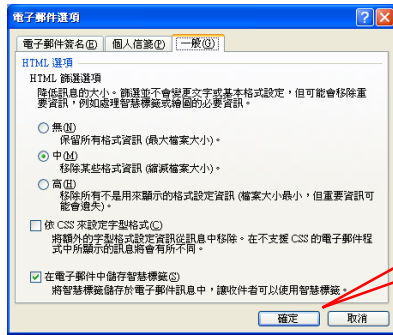 電子郵件選項
電子郵件簽名(E) 個人信箋(P) 一般(G)
HTML 選項
HTML 篩選選項
降低訊息的大小。篩選並不會變更文字或基本格式設定，但可能會移除重
要資訊，例如處理智慧標籤或繪圖的必要資訊。
無(N)
保留所有格式資訊 (最大檔案大小)。
中(M)
移除某些格式資訊 (縮減檔案大小)。
高(H)
移除所有不是用來顯示的格式設定資訊 (檔案大小最小，但重要資訊可
能會遺失)。
依 CSS 來設定字型格式(C)
將額外的字型格式設定資訊從訊息中移除。在不支援 CSS 的電子郵件程
式中所顯示的訊息將會有所不同。
在電子郵件中儲存智慧標籤(S)
將智慧標籤儲存於電子郵件訊息中，讓收件者可以使用智慧標籤。
確定 取消